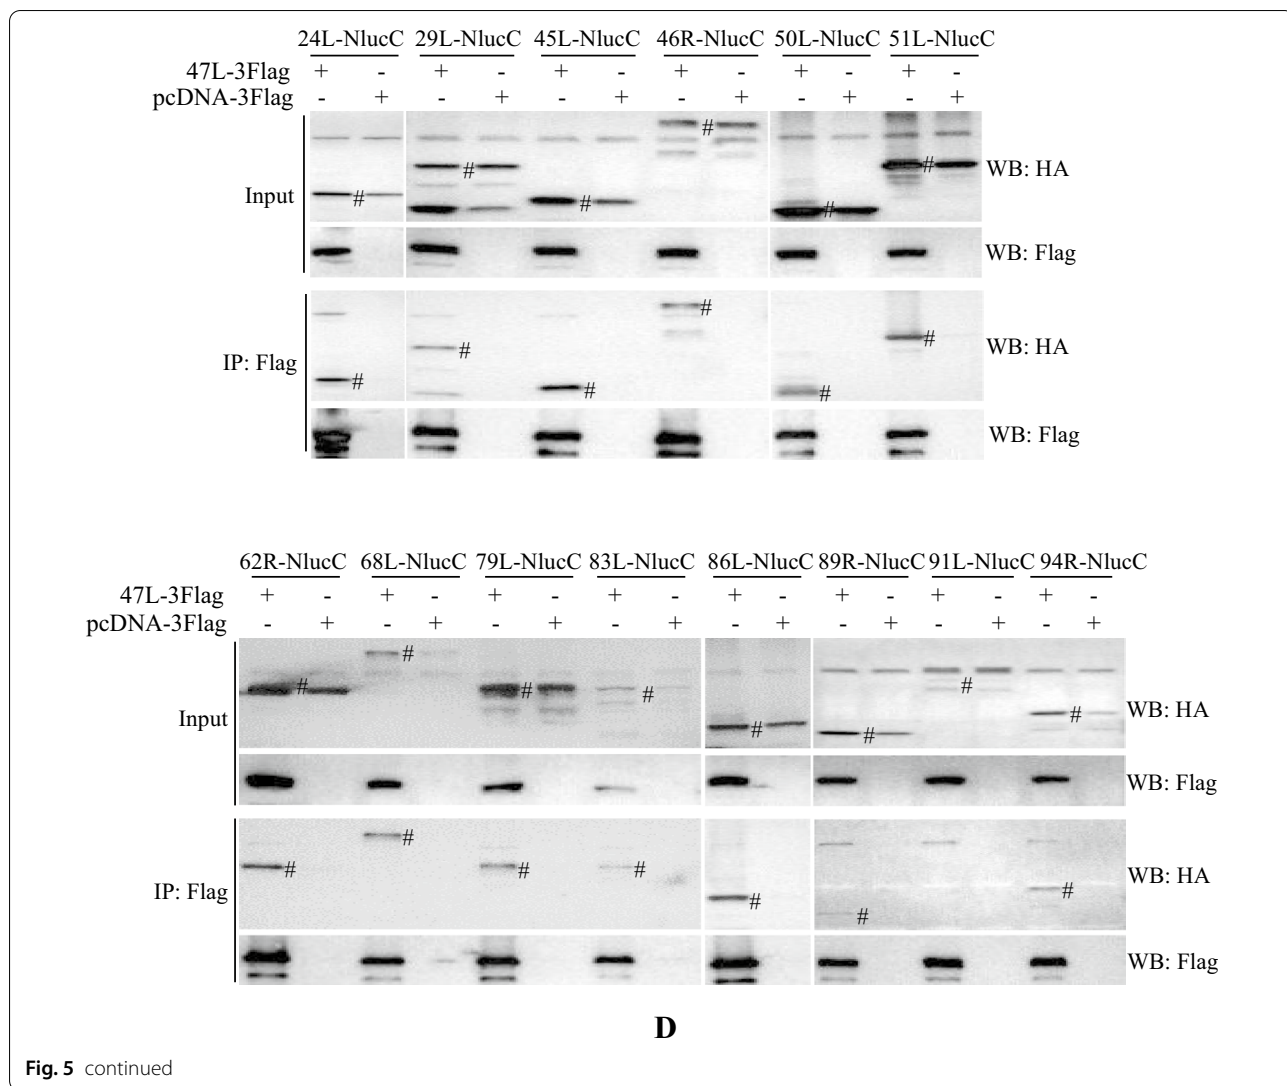 24L-NlucC 29L-NlucC 45L-NlucC 46R-NlucC 50L-NlucC 51L-NlucC
47L-3Flag + - + - + - + - + - + -
pcDNA-3Flag - + - + - + - + - + - +
# # # # # #
Input
WB: HA
WB: Flag
# # # # # #
IP: Flag
WB: HA
WB: Flag
62R-NlucC 68L-NlucC 79L-NlucC 83L-NlucC 86L-NlucC 89R-NlucC 91L-NlucC 94R-NlucC
47L-3Flag + - + - + - + - + - + - + - + -
pcDNA-3Flag - + - + - + - + - + - + - + - +
# # # # # # # #
Input
WB: HA
WB: Flag
# # # # # # #
IP: Flag
WB: HA
WB: Flag
D
Fig. 5 continued